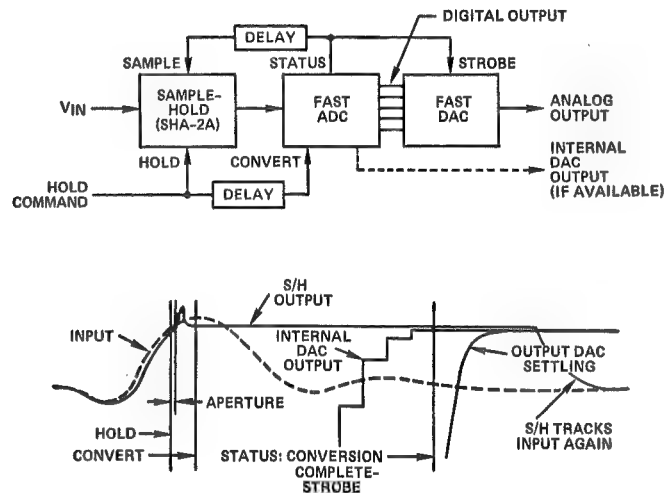 DIGITAL OUTPUT
DELAY
SAMPLE
STATUS
STROBE
VIN
SAMPLE-
HOLD
(SHA-2A)
FAST
ADC
FAST
DAC
ANALOG
OUTPUT
HOLD
CONVERT
INTERNAL
DAC
OUTPUT
(IF AVAILABLE)
HOLD
COMMAND
DELAY
S/H
OUTPUT
INPUT
INTERNAL
DAC
OUTPUT
OUTPUT DAC
SETTLING
APERTURE
HOLD
S/H TRACKS
INPUT AGAIN
CONVERT
STATUS: CONVERSION
COMPLETE-
STROBE